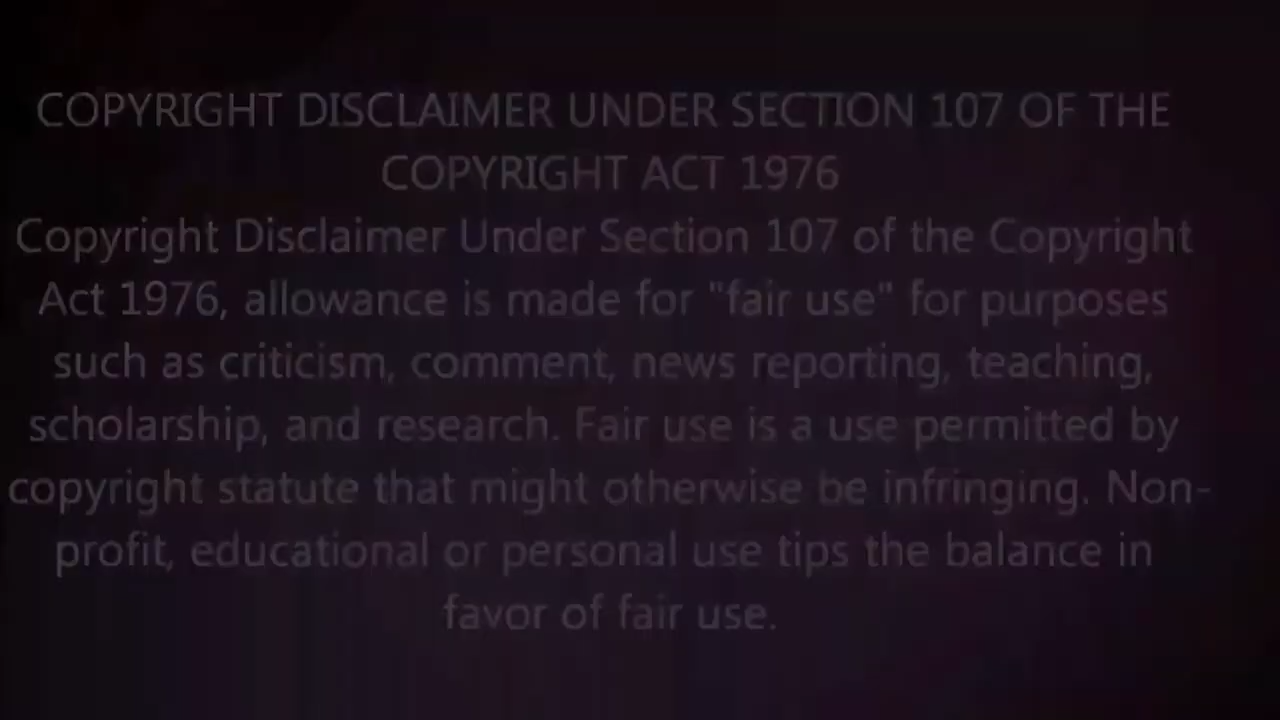 COPYRIGHT DISCLAIMER UNDER SECTION 107 OF THE
COPYRIGHT ACT 1976
Copyright Disclaimer Under Section 107 of the Copyright
Act 1976, allowance is made for "fair use" for purposes
such as criticism, comment, news reporting, teaching,
scholarship, and research. Fair use is a use permitted by
copyright statute that might otherwise be infringing. Non-
profit, educational or personal use tips the balance in
favor of fair use.